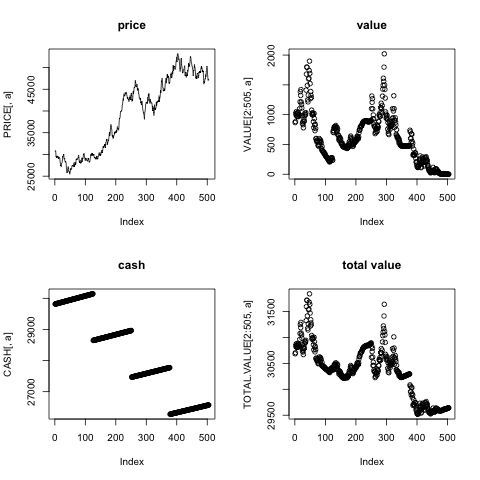 price
PRICE[, a]
25000 35000 45000
0 100 200 300 400 500
Index
value
VALUE[2:505, a]
0 500 1000 2000
0 100 200 300 400 500
Index
cash
CASH[, a]
27000 29000
0 100 200 300 400 500
Index
total value
TOTAL.VALUE[2:505, a]
29500 30500 31500
0 100 200 300 400 500
Index